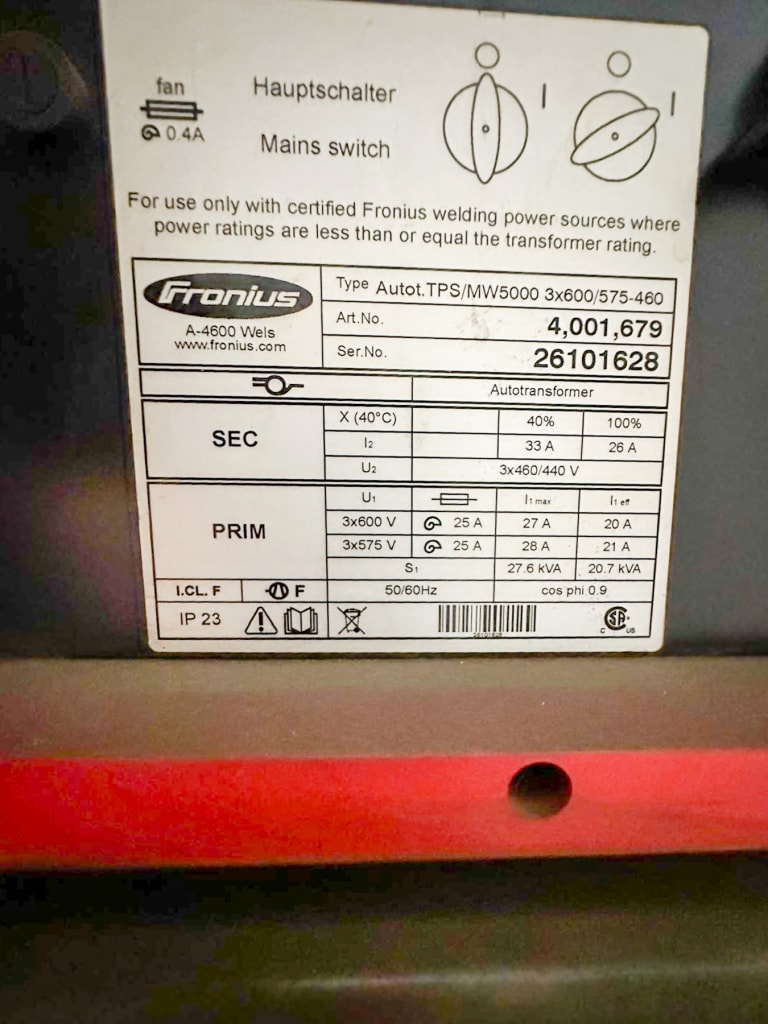 fan
0.4A
Hauptschalter
Mains switch
I
I
For use only with certified Fronius welding power sources where
power ratings are less than or equal the transformer rating.
Fronius
A-4600 Wels
www.fronius.com
Type Autot.TPS/MW5000 3x600/575-460
Art.No. 4,001,679
Ser.No. 26101628
Autotransformer
SEC
X (40°C) 40% 100%
I2 33 A 26 A
U2 3x460/440 V
PRIM
U1 I1 max I1 eff
3x600 V 25 A 27 A 20 A
3x575 V 25 A 28 A 21 A
S1 27.6 kVA 20.7 kVA
I.CL. F F 50/60Hz cos phi 0.9
IP 23
26101628
C SA US